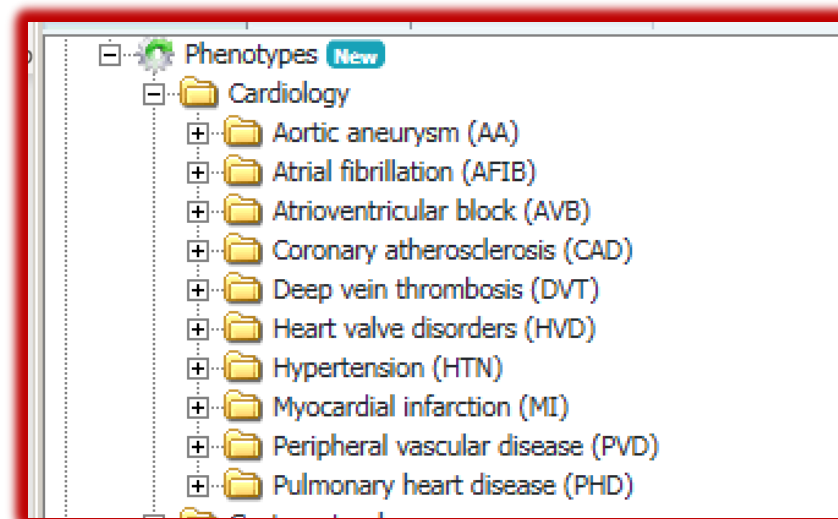 Phenotypes New
Cardiology
Aortic aneurysm (AA)
Atrial fibrillation (AFIB)
Atrioventricular block (AVB)
Coronary atherosclerosis (CAD)
Deep vein thrombosis (DVT)
Heart valve disorders (HVD)
Hypertension (HTN)
Myocardial infarction (MI)
Peripheral vascular disease (PVD)
Pulmonary heart disease (PHD)